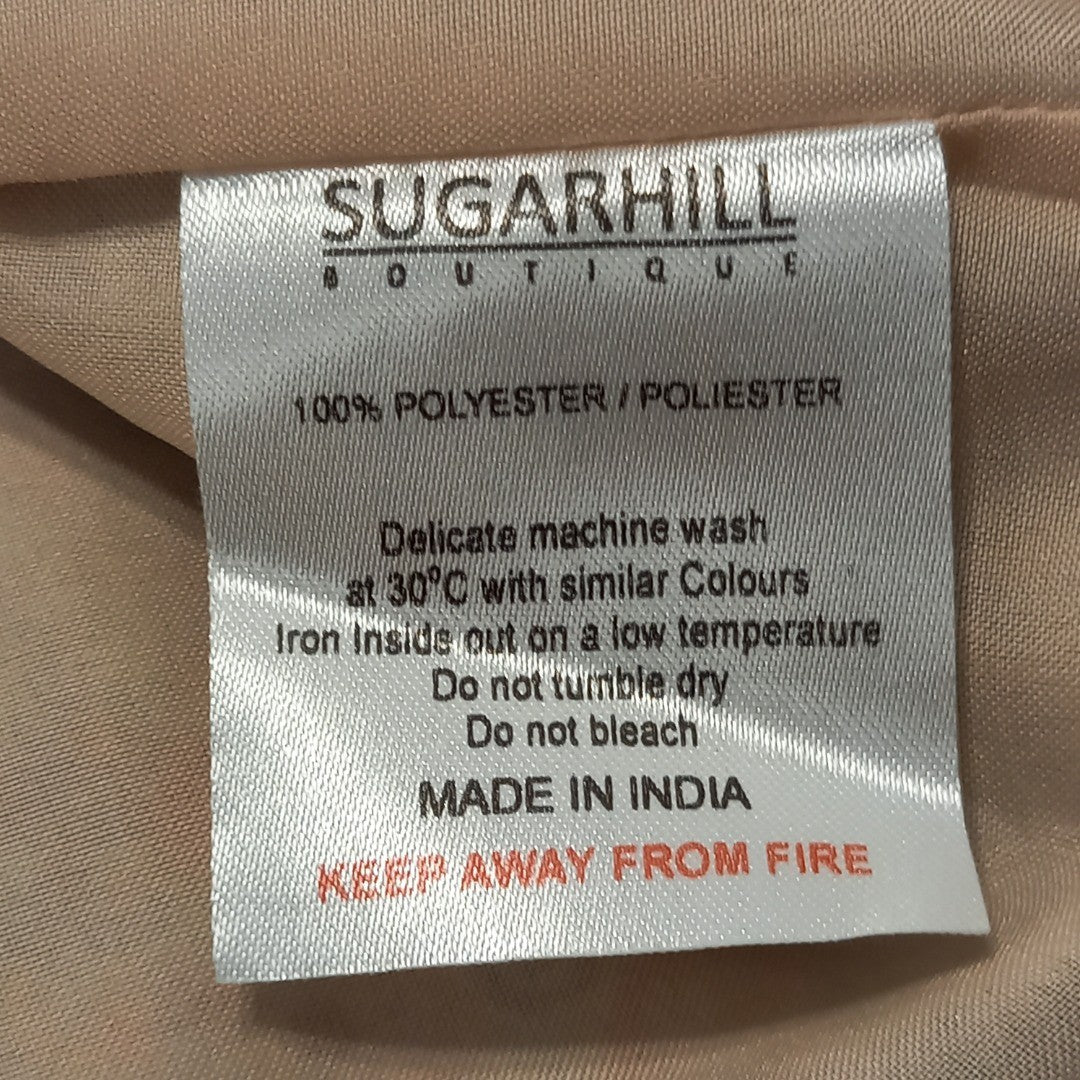 SUGARHILL
BOUTIQUE
100% POLYESTER / POLIESTER
Delicate machine wash
at 30°C with similar Colours
Iron Inside out on a low temperature
Do not tumble dry
Do not bleach
MADE IN INDIA
KEEP AWAY FROM FIRE